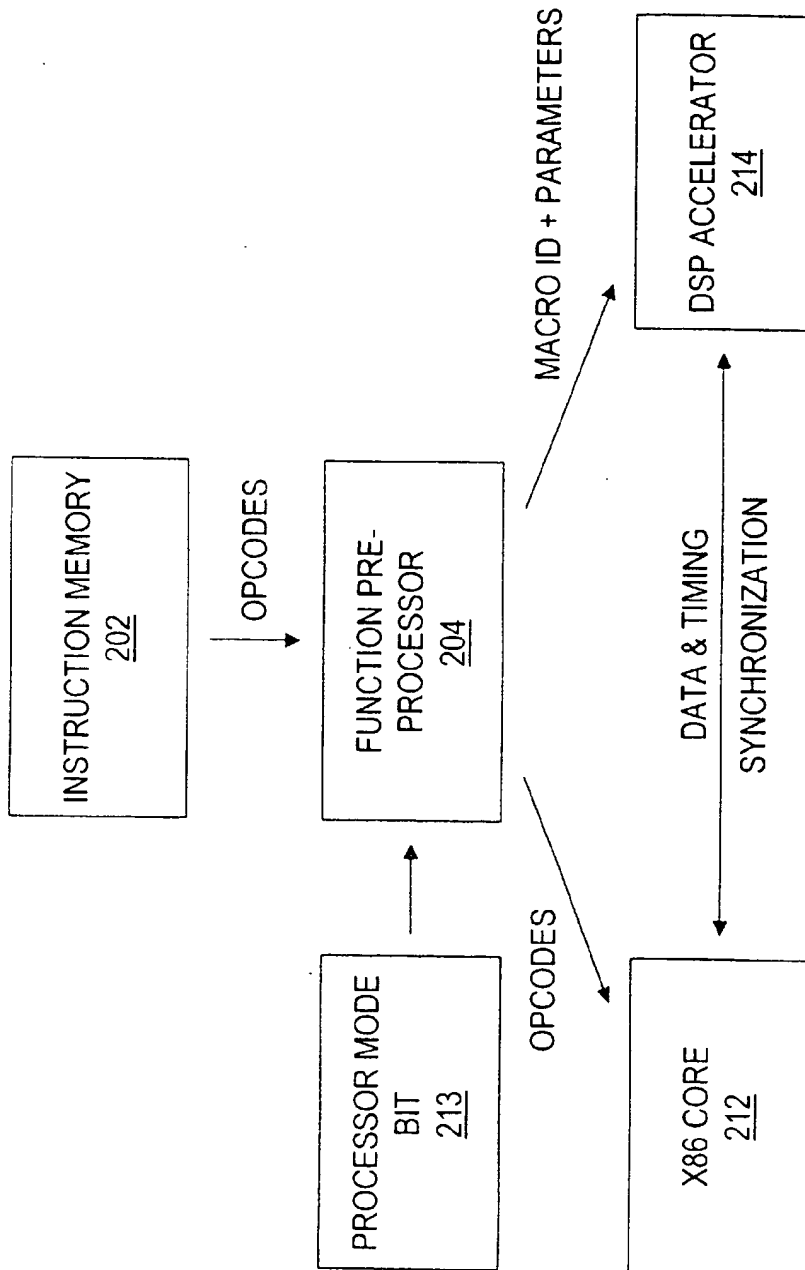 INSTRUCTION MEMORY
202
OPCODES
PROCESSOR MODE
BIT
213
FUNCTION PRE-
PROCESSOR
204
OPCODES
MACRO ID + PARAMETERS
X86 CORE
212
DATA & TIMING
SYNCHRONIZATION
DSP ACCELERATOR
214